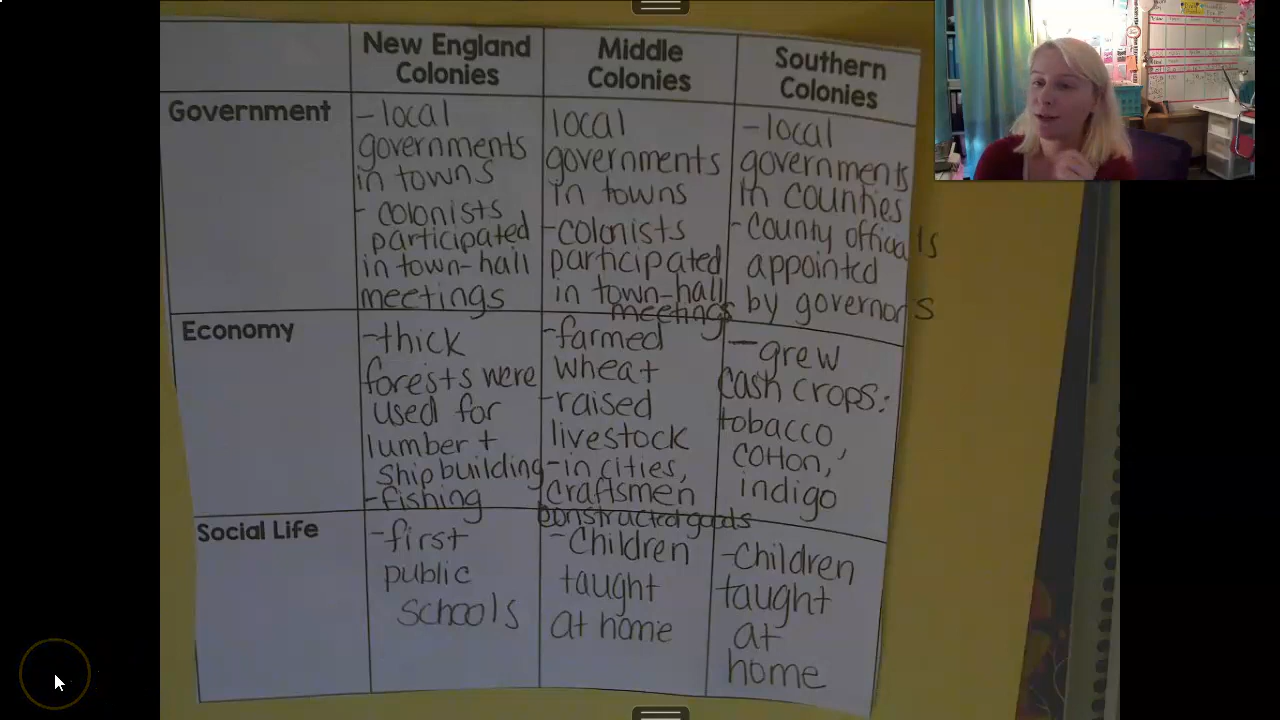 New England
Colonies
Middle
Colonies
Southern
Colonies
Government
-local
governments
in towns
- colonists
participated
in town-hall
meetings
local
governments
in towns
-colonists
participated
in town-hall
meetings
-local
governments
in counties
-County officials
appointed
by governors
Economy
-thick
forests were
used for
lumber +
ship building
-fishing
-farmed
wheat
-raised
livestock
-in cities,
craftsmen
constructed goods
-grew
cash crops:
tobacco,
cotton,
indigo
Social Life
-first
public
schools
-Children
taught
at home
-Children
taught
at
home